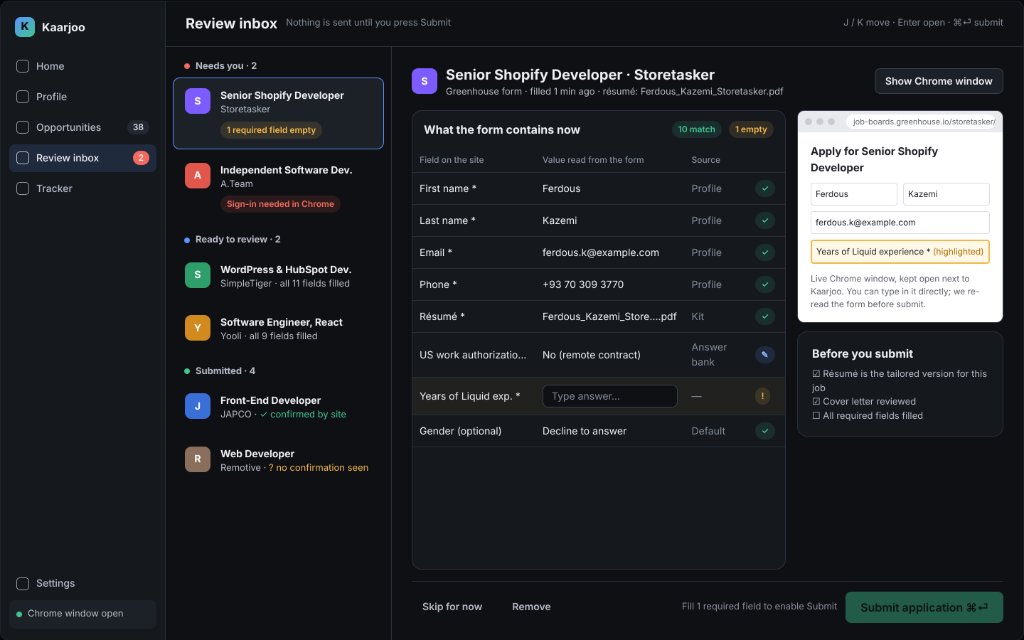 K Kaarjoo
Home
Profile
Opportunities 38
Review inbox 2
Tracker
Settings
Chrome window open
Review inbox Nothing is sent until you press Submit
J / K move · Enter open · ⌘⏎ submit
Needs you · 2
S Senior Shopify Developer
Storetasker
1 required field empty
A Independent Software Dev.
A.Team
Sign-in needed in Chrome
Ready to review · 2
S WordPress & HubSpot Dev.
SimpleTiger · all 11 fields filled
Y Software Engineer, React
Yooli · all 9 fields filled
Submitted · 4
J Front-End Developer
JAPCO · ✓ confirmed by site
R Web Developer
Remotive · ? no confirmation seen
S Senior Shopify Developer · Storetasker
Greenhouse form · filled 1 min ago · résumé: Ferdous_Kazemi_Storetasker.pdf
Show Chrome window
What the form contains now 10 match 1 empty
Field on the site Value read from the form Source
First name * Ferdous Profile ✓
Last name * Kazemi Profile ✓
Email * ferdous.k@example.com Profile ✓
Phone * +93 70 309 3770 Profile ✓
Résumé * Ferdous_Kazemi_Store....pdf Kit ✓
US work authorizatio... No (remote contract) Answer bank ✎
Years of Liquid exp. * Type answer... — !
Gender (optional) Decline to answer Default ✓
job-boards.greenhouse.io/storetasker/
Apply for Senior Shopify
Developer
Ferdous Kazemi
ferdous.k@example.com
Years of Liquid experience * (highlighted)
Live Chrome window, kept open next to
Kaarjoo. You can type in it directly; we re-
read the form before submit.
Before you submit
☑ Résumé is the tailored version for this
job
☑ Cover letter reviewed
☐ All required fields filled
Skip for now Remove
Fill 1 required field to enable Submit
Submit application ⌘⏎